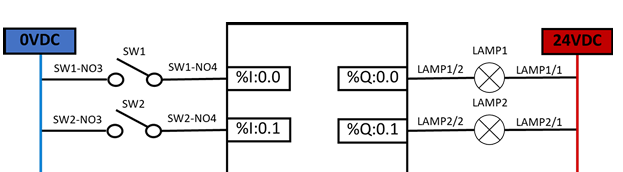 0VDC
24VDC
SW1
LAMP1
SW1-NO3
SW1-NO4
%I:0.0
%Q:0.0
LAMP1/2
LAMP1/1
SW2
LAMP2
SW2-NO3
SW2-NO4
%I:0.1
%Q:0.1
LAMP2/2
LAMP2/1